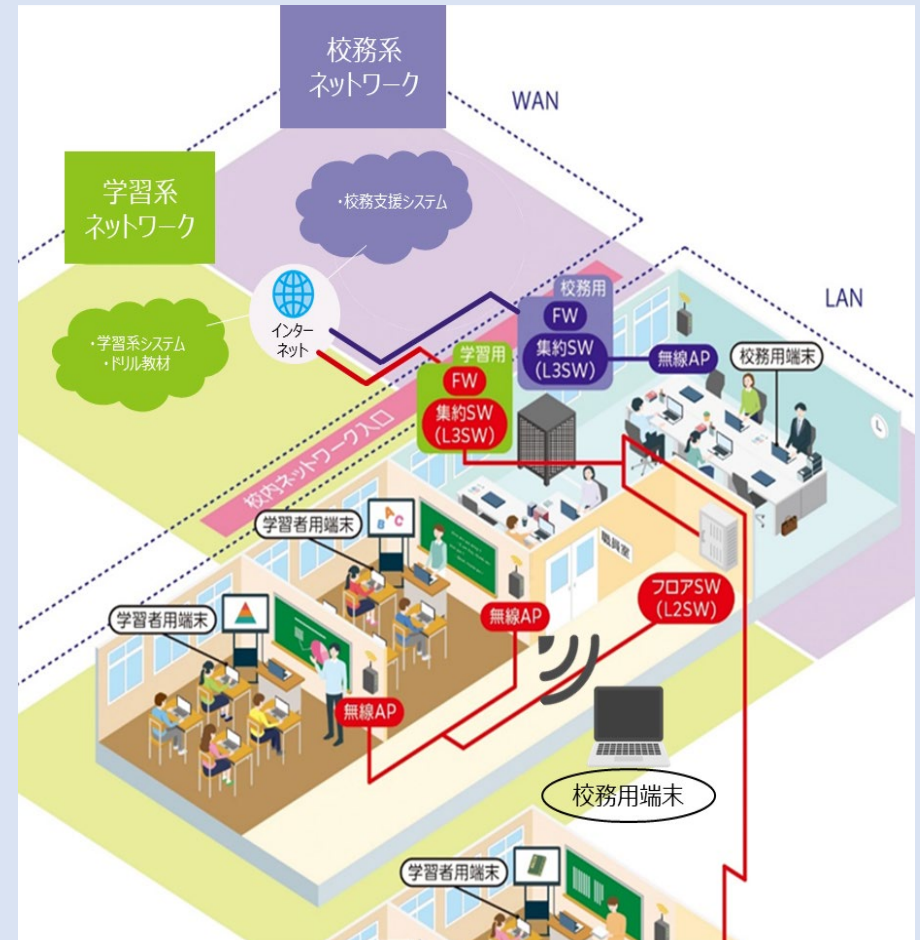 校務系
ネットワーク
WAN
学習系
ネットワーク
・校務支援システム
LAN
インター
ネット
・学習系システム
・ドリル教材
校務用
FW
集約SW
(L3SW)
無線AP
校務用端末
学習用
FW
集約SW
(L3SW)
校内ネットワーク入口
学習者用端末
A
B C
職員室
フロアSW
(L2SW)
学習者用端末
無線AP
無線AP
校務用端末
学習者用端末